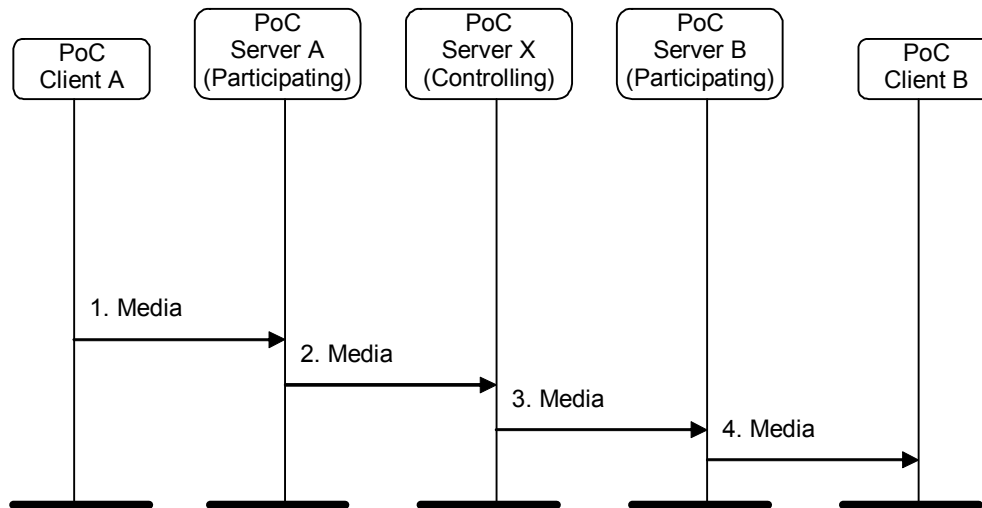 PoC
Client A
PoC
Server A
(Participating)
PoC
Server X
(Controlling)
PoC
Server B
(Participating)
PoC
Client B
1. Media
2. Media
3. Media
4. Media